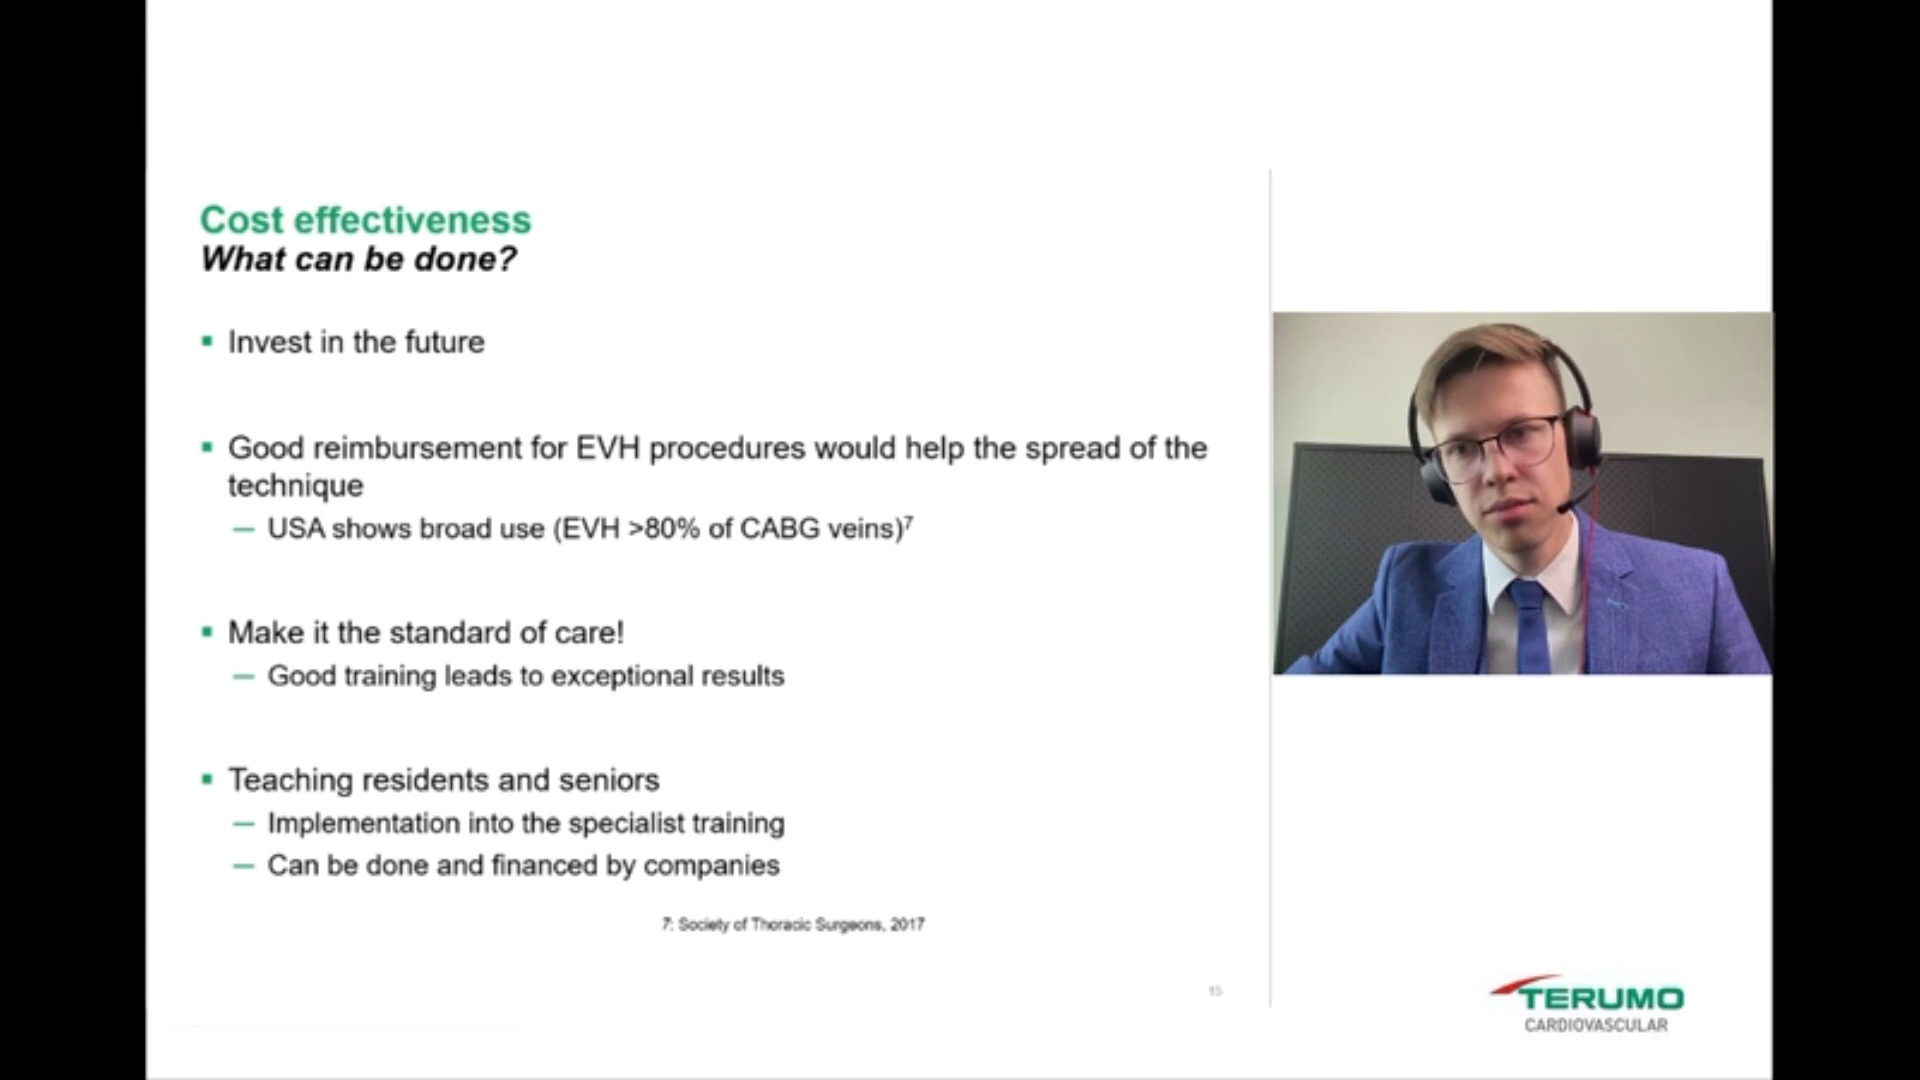 Cost effectiveness
What can be done?
▪ Invest in the future
▪ Good reimbursement for EVH procedures would help the spread of the
technique
— USA shows broad use (EVH >80% of CABG veins)⁷
▪ Make it the standard of care!
— Good training leads to exceptional results
▪ Teaching residents and seniors
— Implementation into the specialist training
— Can be done and financed by companies
7: Society of Thoracic Surgeons, 2017
15
TERUMO
CARDIOVASCULAR